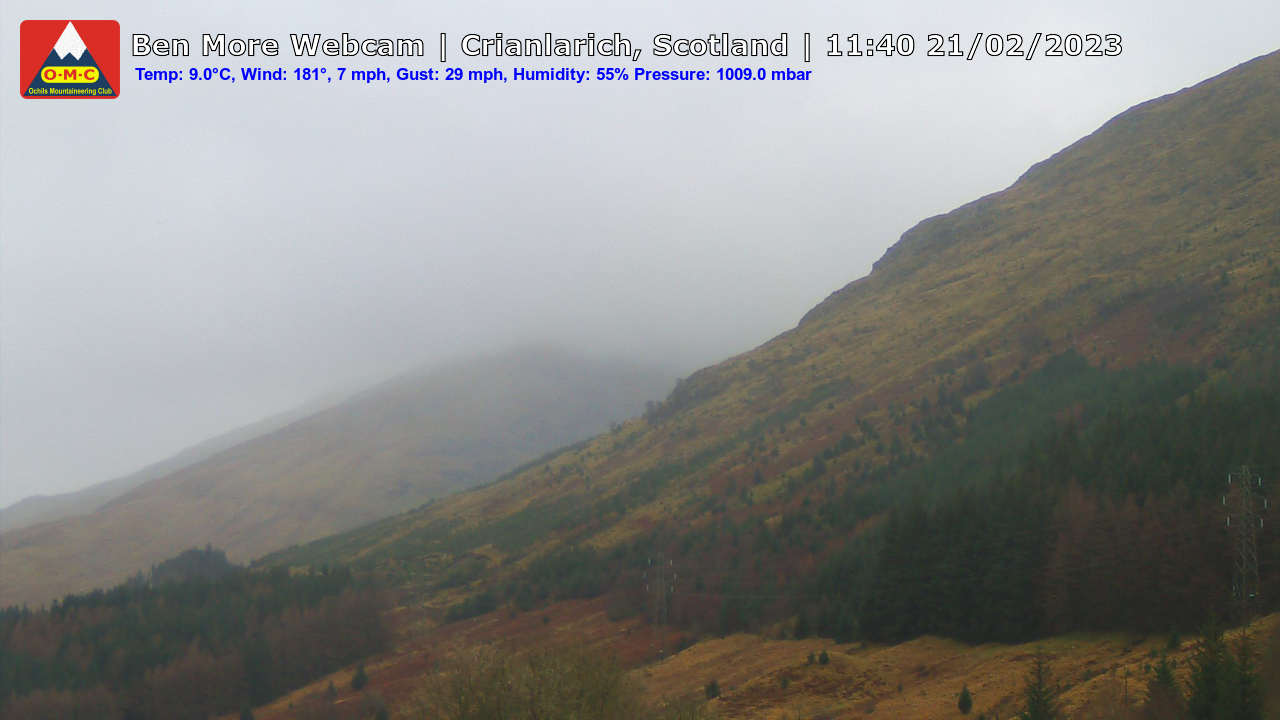 Ben More Webcam | Crianlarich, Scotland | 11:40 21/02/2023
Temp: 9.0°C, Wind: 181°, 7 mph, Gust: 29 mph, Humidity: 55% Pressure: 1009.0 mbar
O-M-C
Ochils Mountaineering Club